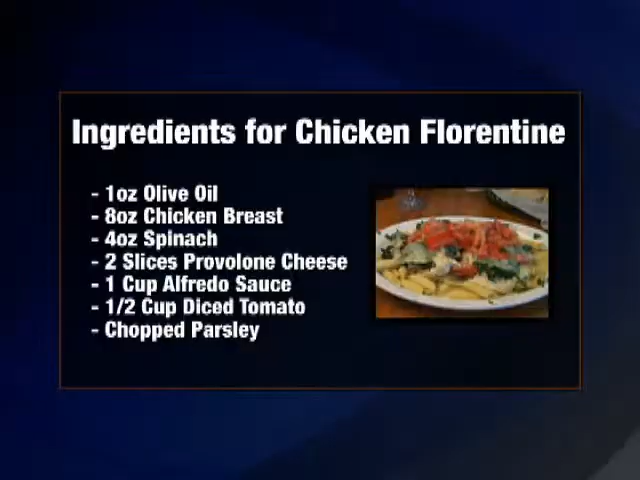 Ingredients for Chicken Florentine
- 1oz Olive Oil
- 8oz Chicken Breast
- 4oz Spinach
- 2 Slices Provolone Cheese
- 1 Cup Alfredo Sauce
- 1/2 Cup Diced Tomato
- Chopped Parsley